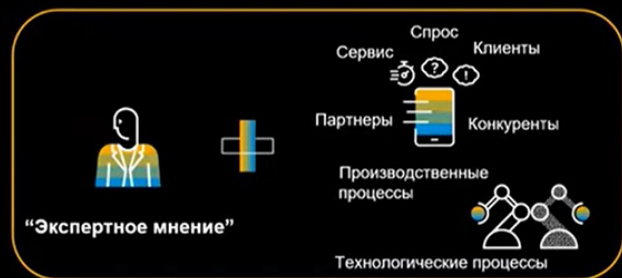 Спрос
Сервис
Клиенты
Партнеры
Конкуренты
Производственные
процессы
“Экспертное мнение”
Технологические процессы